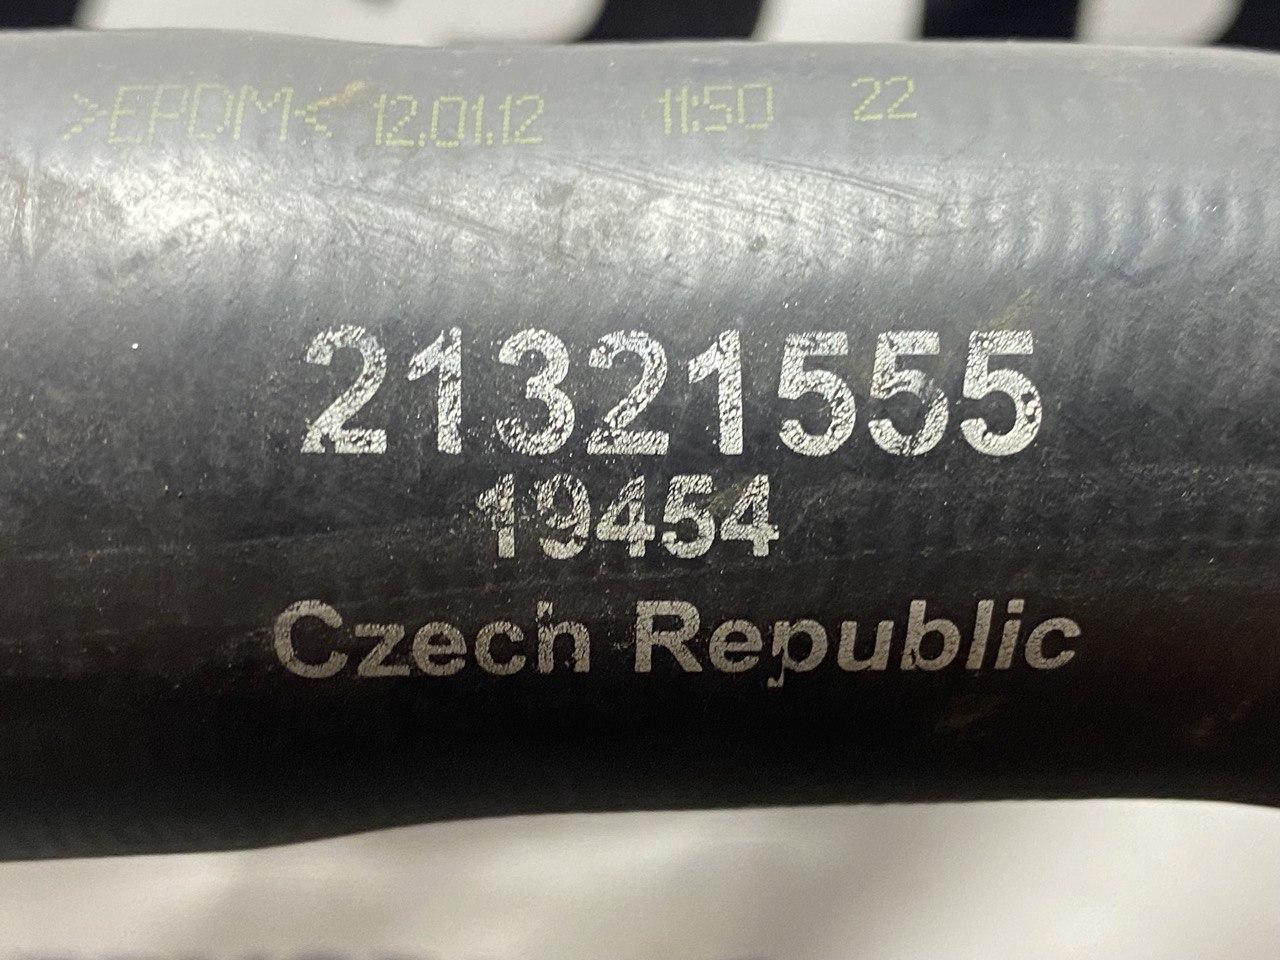 >EPDM< 12.01.12 11:50 22
21321555
19454
Czech Republic